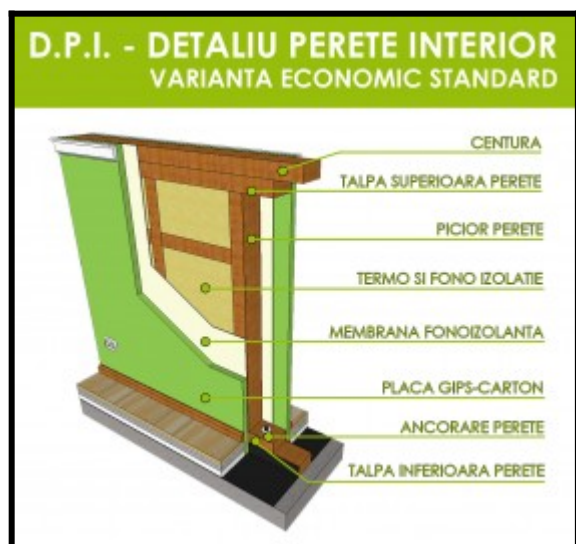 D.P.I. - DETALIU PERETE INTERIOR
VARIANTA ECONOMIC STANDARD
CENTURA
TALPA SUPERIOARA PERETE
PICIOR PERETE
TERMO SI FONO IZOLATIE
MEMBRANA FONOIZOLANTA
PLACA GIPS-CARTON
ANCORARE PERETE
TALPA INFERIOARA PERETE